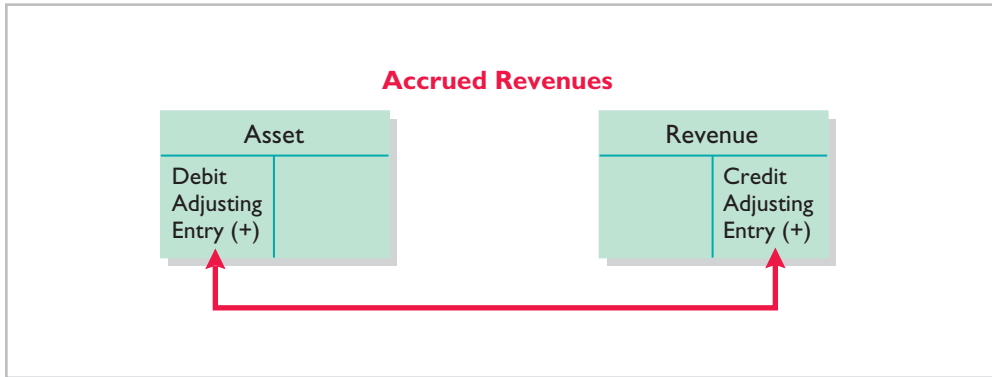 Accrued Revenues
Asset
Debit
Adjusting
Entry (+)
Revenue
Credit
Adjusting
Entry (+)